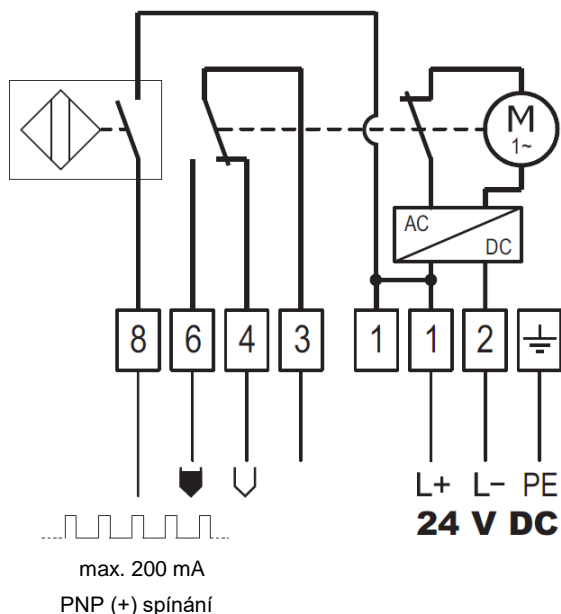 M
1~
AC
DC
8 6 4 3 1 1 2
L+ L− PE
24 V DC
max. 200 mA
PNP (+) spínání